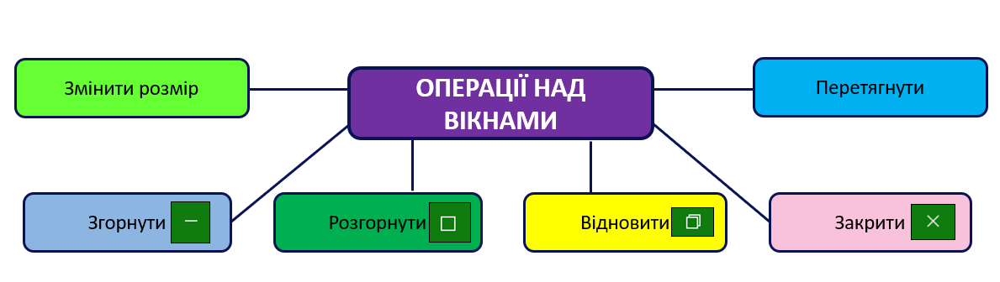 ОПЕРАЦІЇ НАД
ВІКНАМИ
Змінити розмір
Перетягнути
Згорнути
Розгорнути
Відновити
Закрити